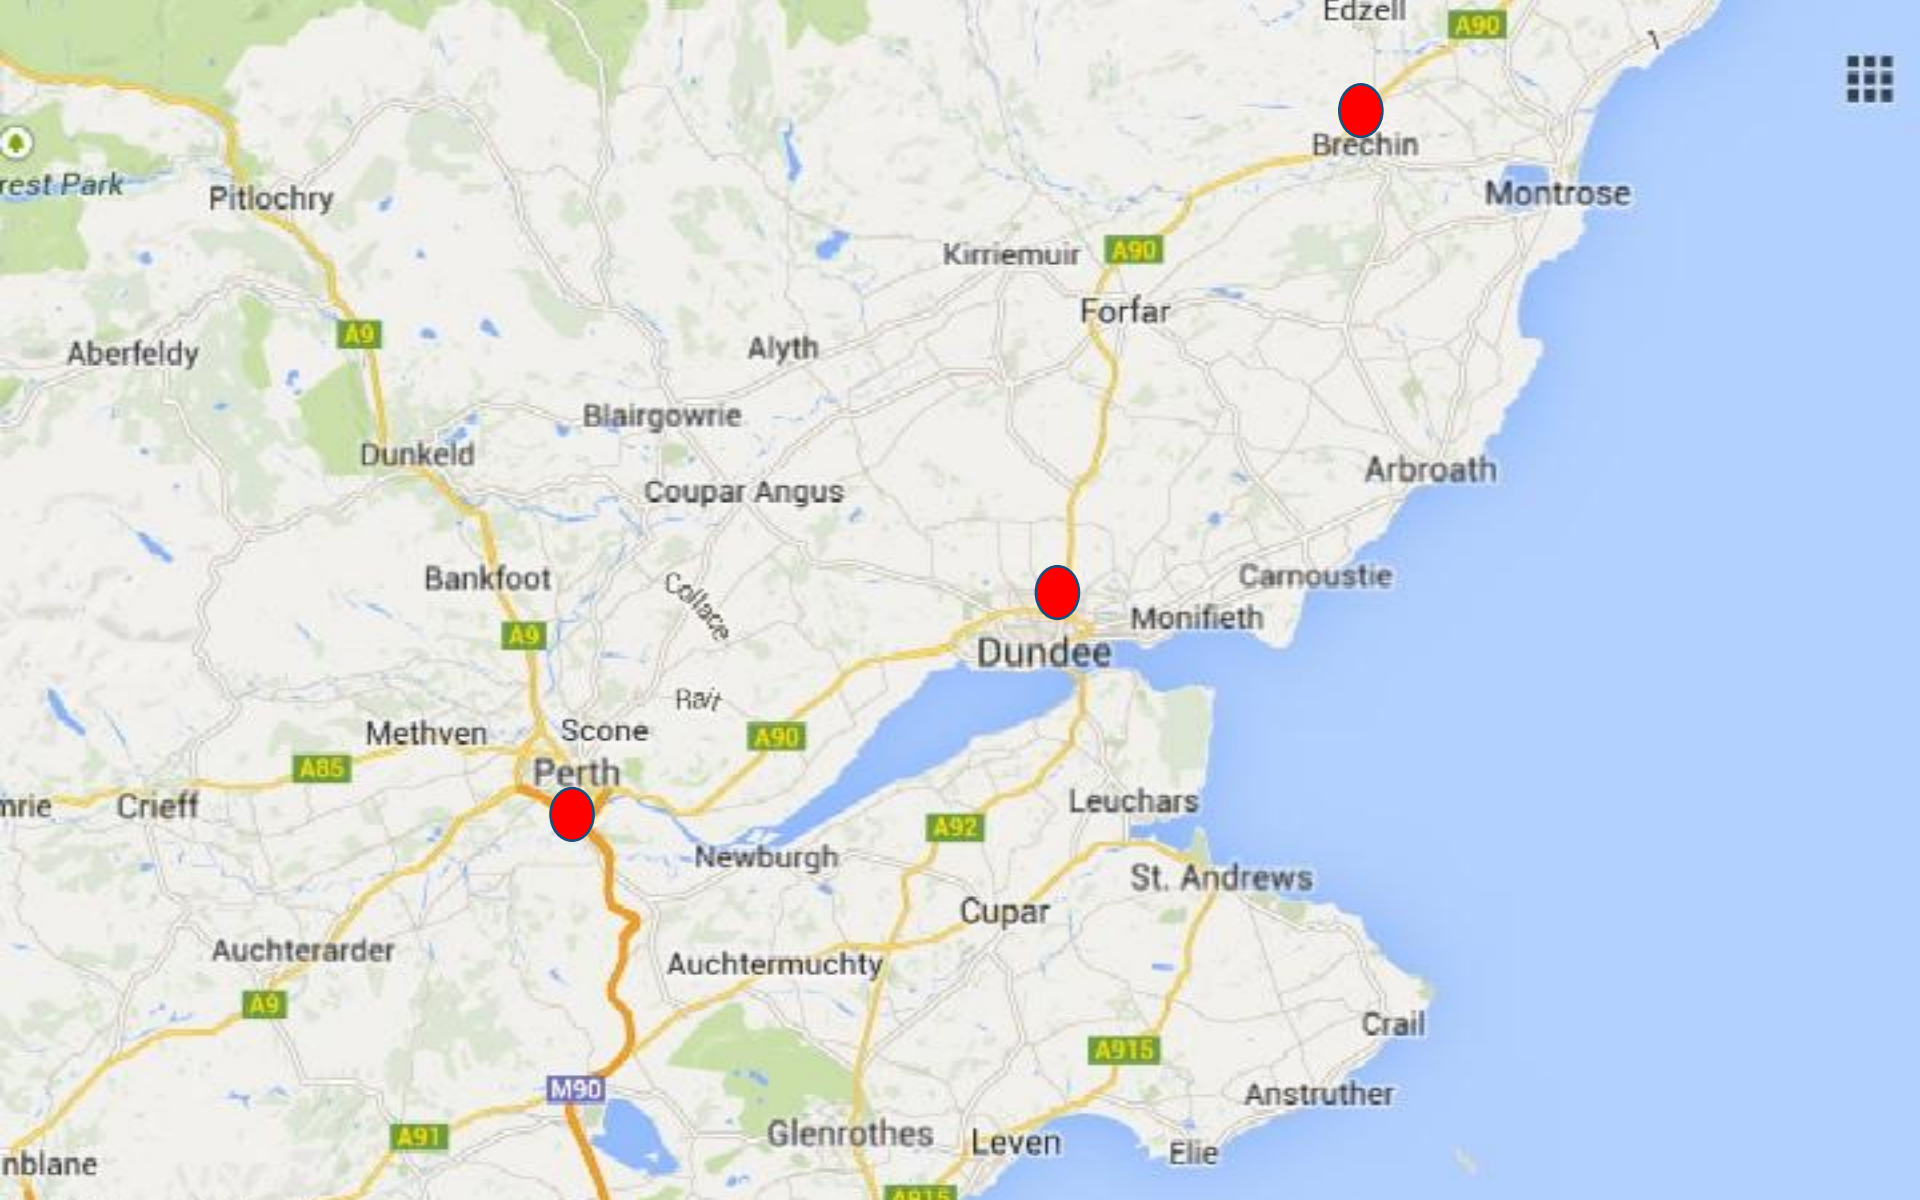 Edzell
A90
1
Brechin
rest Park
Pitlochry
Montrose
Kirriemuir
A90
Forfar
A9
Aberfeldy
Alyth
Blairgowrie
Dunkeld
Arbroath
Coupar Angus
Bankfoot
Collace
Carnoustie
Monifieth
A9
Dundee
Rait
Methven
Scone
A90
A85
Perth
mrie
Crieff
Leuchars
A92
Newburgh
St. Andrews
Cupar
Auchterarder
Auchtermuchty
A9
Crail
A915
M90
Anstruther
A91
Glenrothes
Leven
Elie
nblane
A915